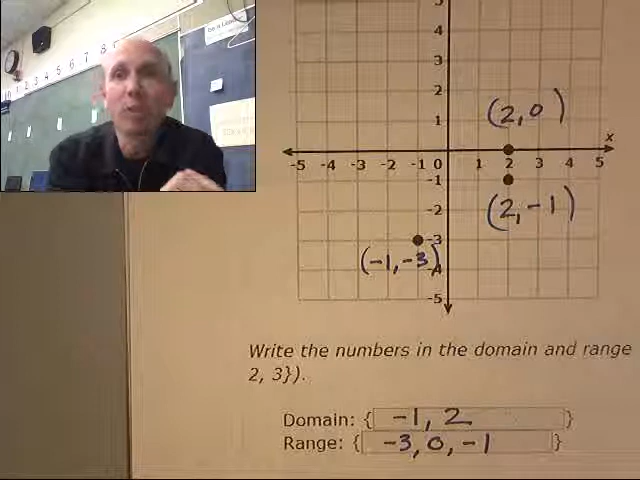 5
4
3
2
1
(2,0)
x
-5 -4 -3 -2 -1 0 1 2 3 4 5
-1
(2,-1)
-2
-3
(-1,-3)
-4
-5
Write the numbers in the domain and range
2, 3}).
Domain: { -1, 2 }
Range: { -3, 0, -1 }